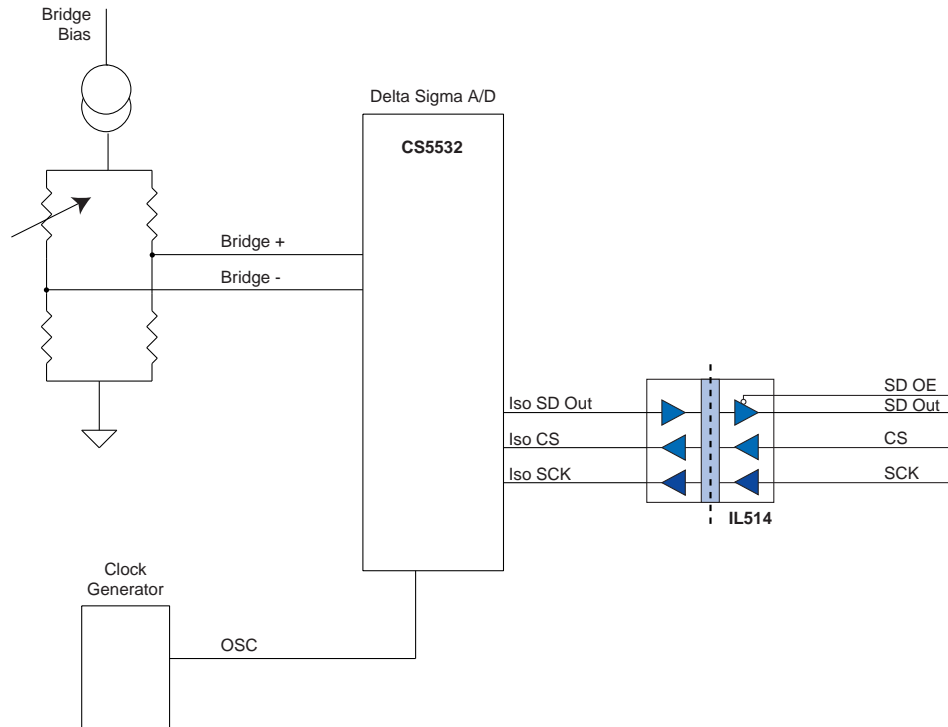 Bridge
Bias
Delta Sigma A/D
CS5532
Bridge +
Bridge -
SD OE
Iso SD Out
SD Out
Iso CS
CS
Iso SCK
SCK
IL514
Clock
Generator
OSC